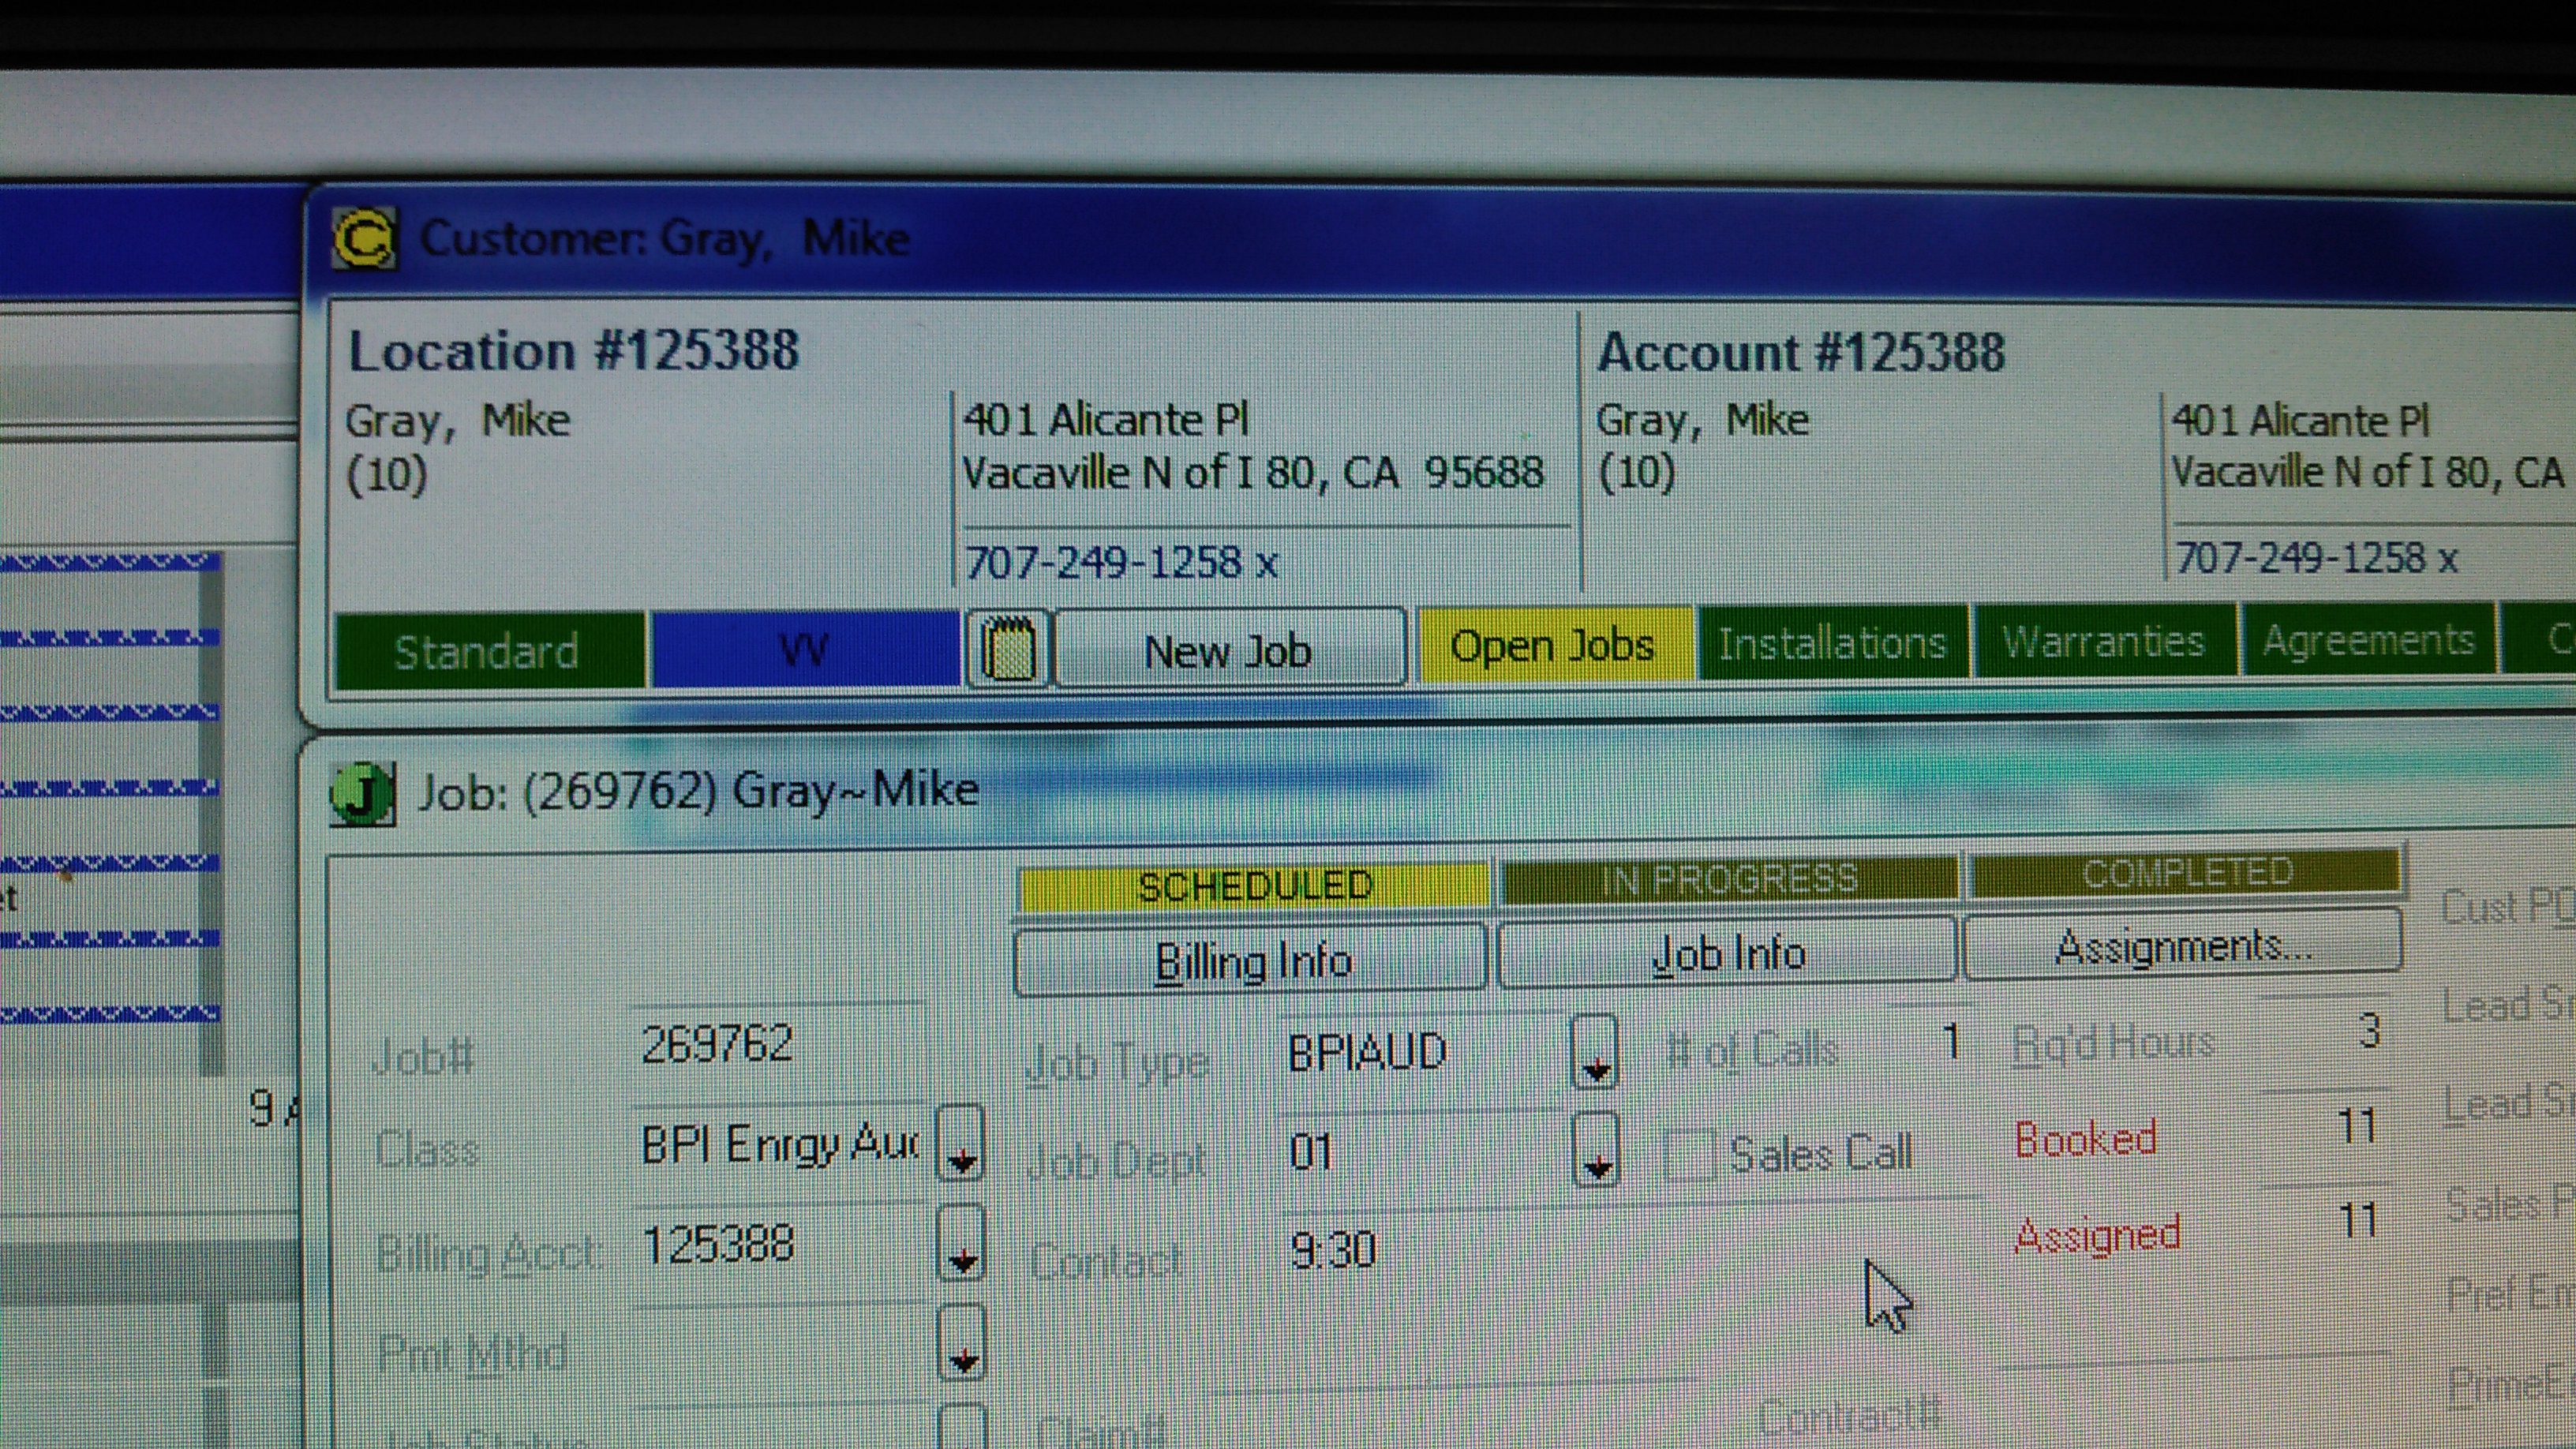 Customer: Gray, Mike
Location #125388
Gray, Mike
(10)
401 Alicante Pl
Vacaville N of I 80, CA 95688
707-249-1258 x
Account #125388
Gray, Mike
(10)
401 Alicante Pl
Vacaville N of I 80, CA
707-249-1258 x
Standard VV New Job Open Jobs Installations Warranties Agreements
Job: (269762) Gray~Mike
SCHEDULED IN PROGRESS COMPLETED
Billing Info Job Info Assignments...
Cust
Job# 269762 Job Type BPIAUD # of Calls 1 Rq'd Hours 3 Lead
Class BPI Enrgy Job Dept 01 Sales Call Booked 11 Lead
Billing Acct: 125388 Contact 9:30 Assigned 11 Sales
Pmt Mthd Pref
Claim# Contract#
9